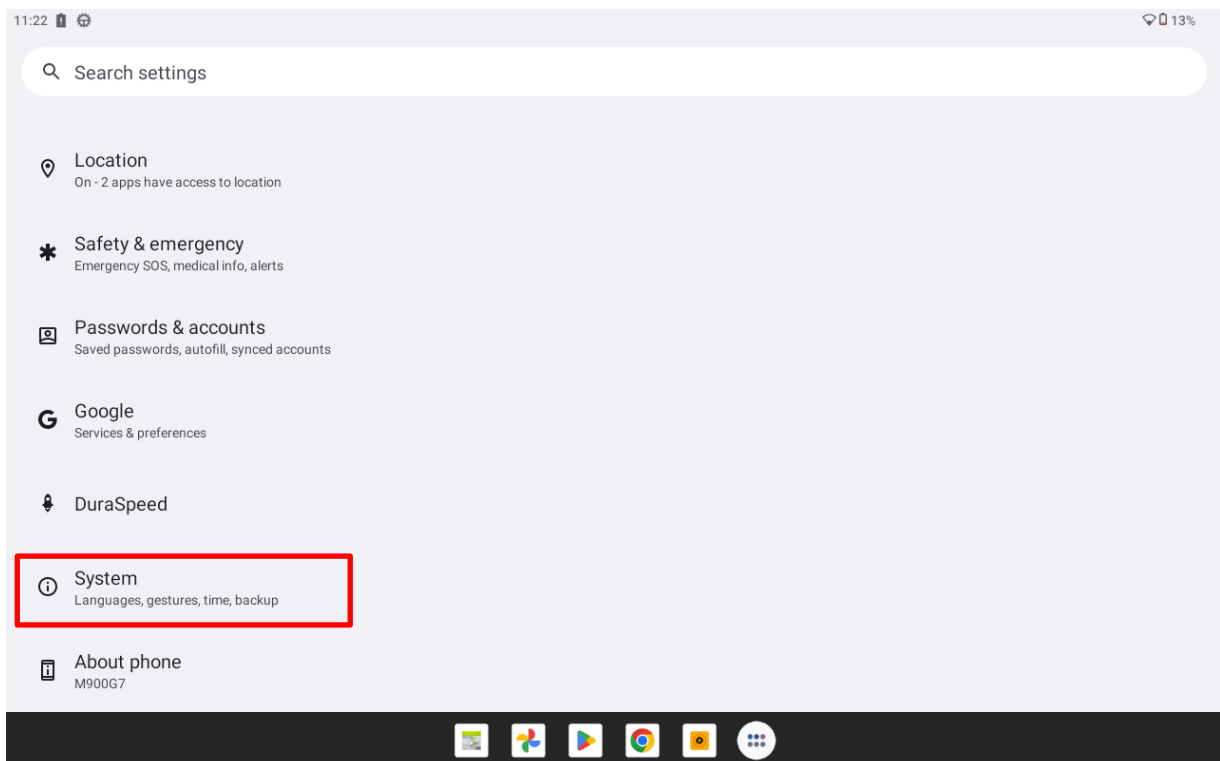 11:22 13%
Search settings
Location
On - 2 apps have access to location
Safety & emergency
Emergency SOS, medical info, alerts
Passwords & accounts
Saved passwords, autofill, synced accounts
Google
Services & preferences
DuraSpeed
System
Languages, gestures, time, backup
About phone
M900G7